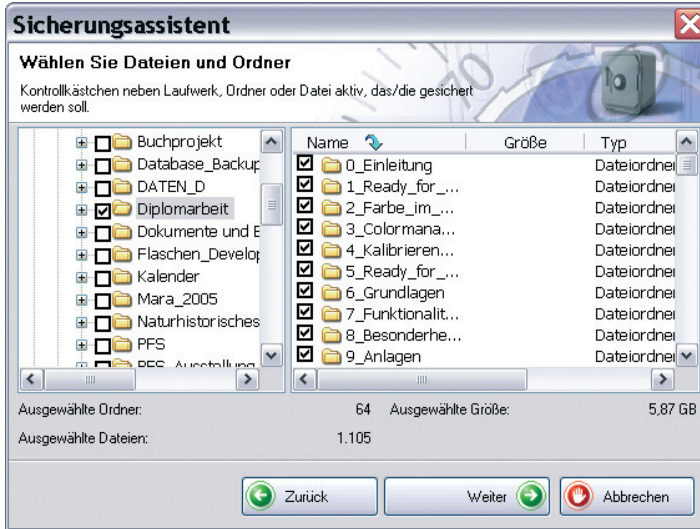 Sicherungsassistent
Wählen Sie Dateien und Ordner
Kontrollkästchen neben Laufwerk, Ordner oder Datei aktiv, das/die gesichert
werden soll.
Buchprojekt
Database_Backup
DATEN_D
Diplomarbeit
Dokumente und E
Flaschen_Develop
Kalender
Mara_2005
Naturhistorisches
PFS
PFS_Ausstellung
Name Größe Typ
0_Einleitung Dateiordner
1_Ready_for_... Dateiordner
2_Farbe_im_... Dateiordner
3_Colormana... Dateiordner
4_Kalibrieren... Dateiordner
5_Ready_for_... Dateiordner
6_Grundlagen Dateiordner
7_Funktionalit... Dateiordner
8_Besonderhe... Dateiordner
9_Anlagen Dateiordner
Ausgewählte Ordner: 64 Ausgewählte Größe: 5,87 GB
Ausgewählte Dateien: 1.105
Zurück Weiter Abbrechen
70